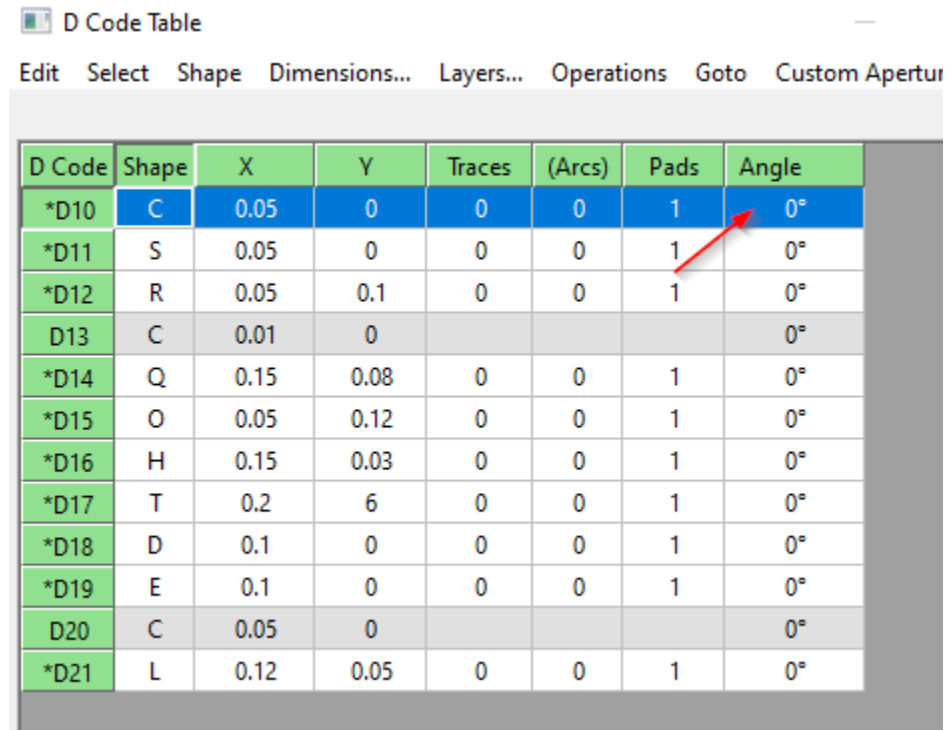 D Code Table
Edit Select Shape Dimensions... Layers... Operations Goto Custom Apertur
D Code Shape X Y Traces (Arcs) Pads Angle
*D10 C 0.05 0 0 0 1 0°
*D11 S 0.05 0 0 0 1 0°
*D12 R 0.05 0.1 0 0 1 0°
D13 C 0.01 0 0°
*D14 Q 0.15 0.08 0 0 1 0°
*D15 O 0.05 0.12 0 0 1 0°
*D16 H 0.15 0.03 0 0 1 0°
*D17 T 0.2 6 0 0 1 0°
*D18 D 0.1 0 0 0 1 0°
*D19 E 0.1 0 0 0 1 0°
D20 C 0.05 0 0°
*D21 L 0.12 0.05 0 0 1 0°